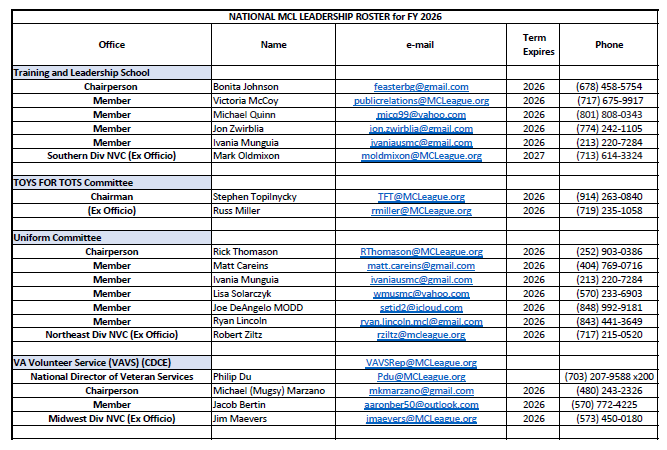 NATIONAL MCL LEADERSHIP ROSTER for FY 2026
Office Name e-mail Term Expires Phone
Training and Leadership School
Chairperson Bonita Johnson feasterbg@gmail.com 2026 (678) 458-5754
Member Victoria McCoy publicrelations@MCLeague.org 2026 (717) 675-9917
Member Michael Quinn micq99@yahoo.com 2026 (801) 808-0343
Member Jon Zwirblia jon.zwirblia@gmail.com 2026 (774) 242-1105
Member Ivania Munguia ivaniausmc@gmail.com 2026 (213) 220-7284
Southern Div NVC (Ex Officio) Mark Oldmixon moldmixon@MCLeague.org 2027 (713) 614-3324
TOYS FOR TOTS Committee
Chairman Stephen Topilnycky TFT@MCLeague.org 2026 (914) 263-0840
(Ex Officio) Russ Miller rmiller@MCLeague.org 2026 (719) 235-1058
Uniform Committee
Chairperson Rick Thomason RThomason@MCLeague.org 2026 (252) 903-0386
Member Matt Careins matt.careins@gmail.com 2026 (404) 769-0716
Member Ivania Munguia ivaniausmc@gmail.com 2026 (213) 220-7284
Member Lisa Solarczyk wmusmc@yahoo.com 2026 (570) 233-6903
Member Joe DeAngelo MODD sgtid2@icloud.com 2026 (848) 992-9181
Member Ryan Lincoln ryan.lincoln.mcl@gmail.com 2026 (843) 441-3649
Northeast Div NVC (Ex Officio) Robert Ziltz rziltz@mcleague.org 2026 (717) 215-0520
VA Volunteer Service (VAVS) (CDCE) VAVSRep@MCLeague.org
National Director of Veteran Services Philip Du Pdu@MCLeague.org (703) 207-9588 x200
Chairperson Michael (Mugsy) Marzano mkmarzano@gmail.com 2026 (480) 243-2326
Member Jacob Bertin aaronber50@outlook.com 2026 (570) 772-4225
Midwest Div NVC (Ex Officio) Jim Maevers jmaevers@MCLeague.org 2026 (573) 450-0180